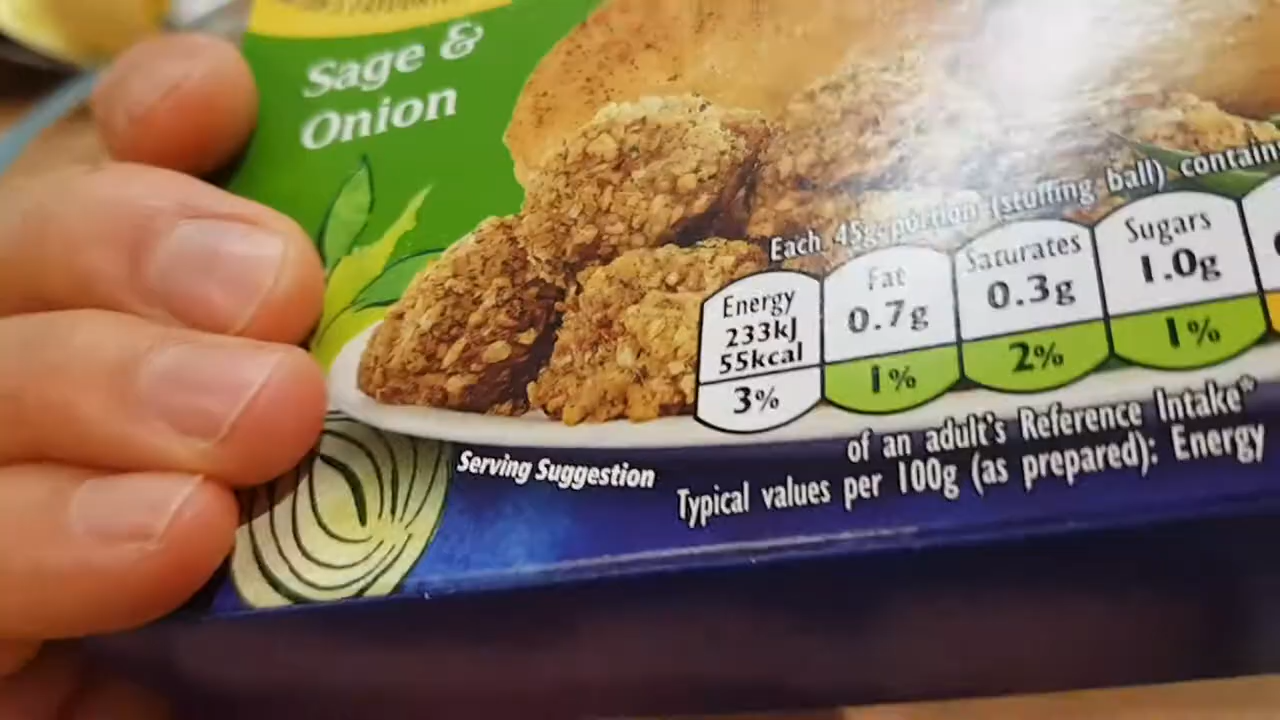 Sage &
Onion
Each 45g portion (stuffing ball) contain
Energy
233kJ
55kcal
3%
Fat
0.7g
1%
Saturates
0.3g
2%
Sugars
1.0g
1%
of an adult's Reference Intake*
Typical values per 100g (as prepared): Energy
Serving Suggestion